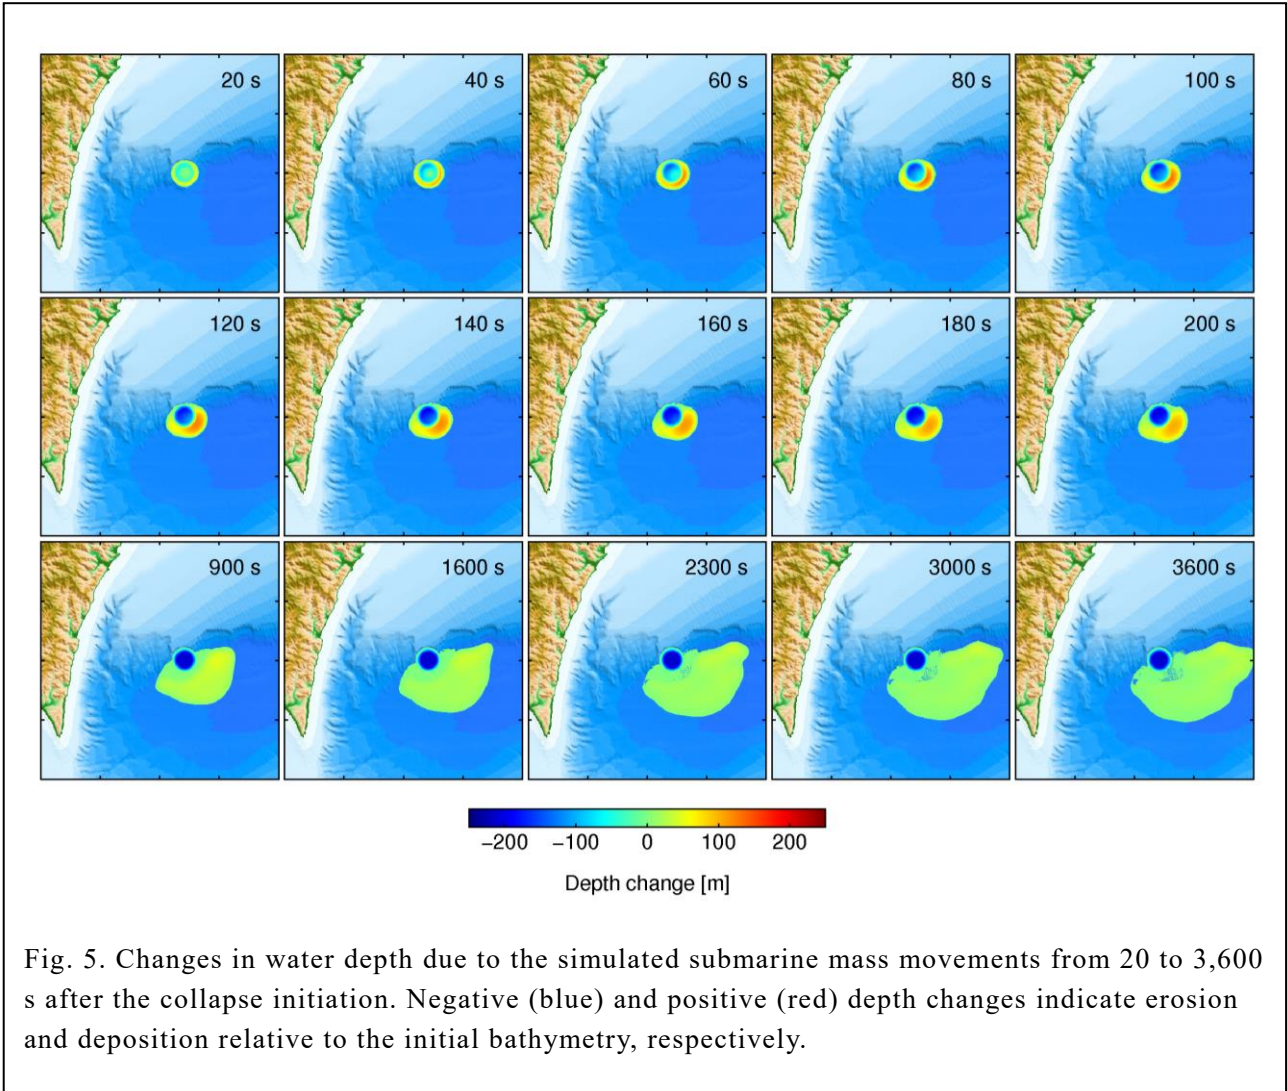 20 s
40 s
60 s
80 s
100 s
120 s
140 s
160 s
180 s
200 s
900 s
1600 s
2300 s
3000 s
3600 s
−200 −100 0 100 200
Depth change [m]
Fig. 5. Changes in water depth due to the simulated submarine mass movements from 20 to 3,600
s after the collapse initiation. Negative (blue) and positive (red) depth changes indicate erosion
and deposition relative to the initial bathymetry, respectively.